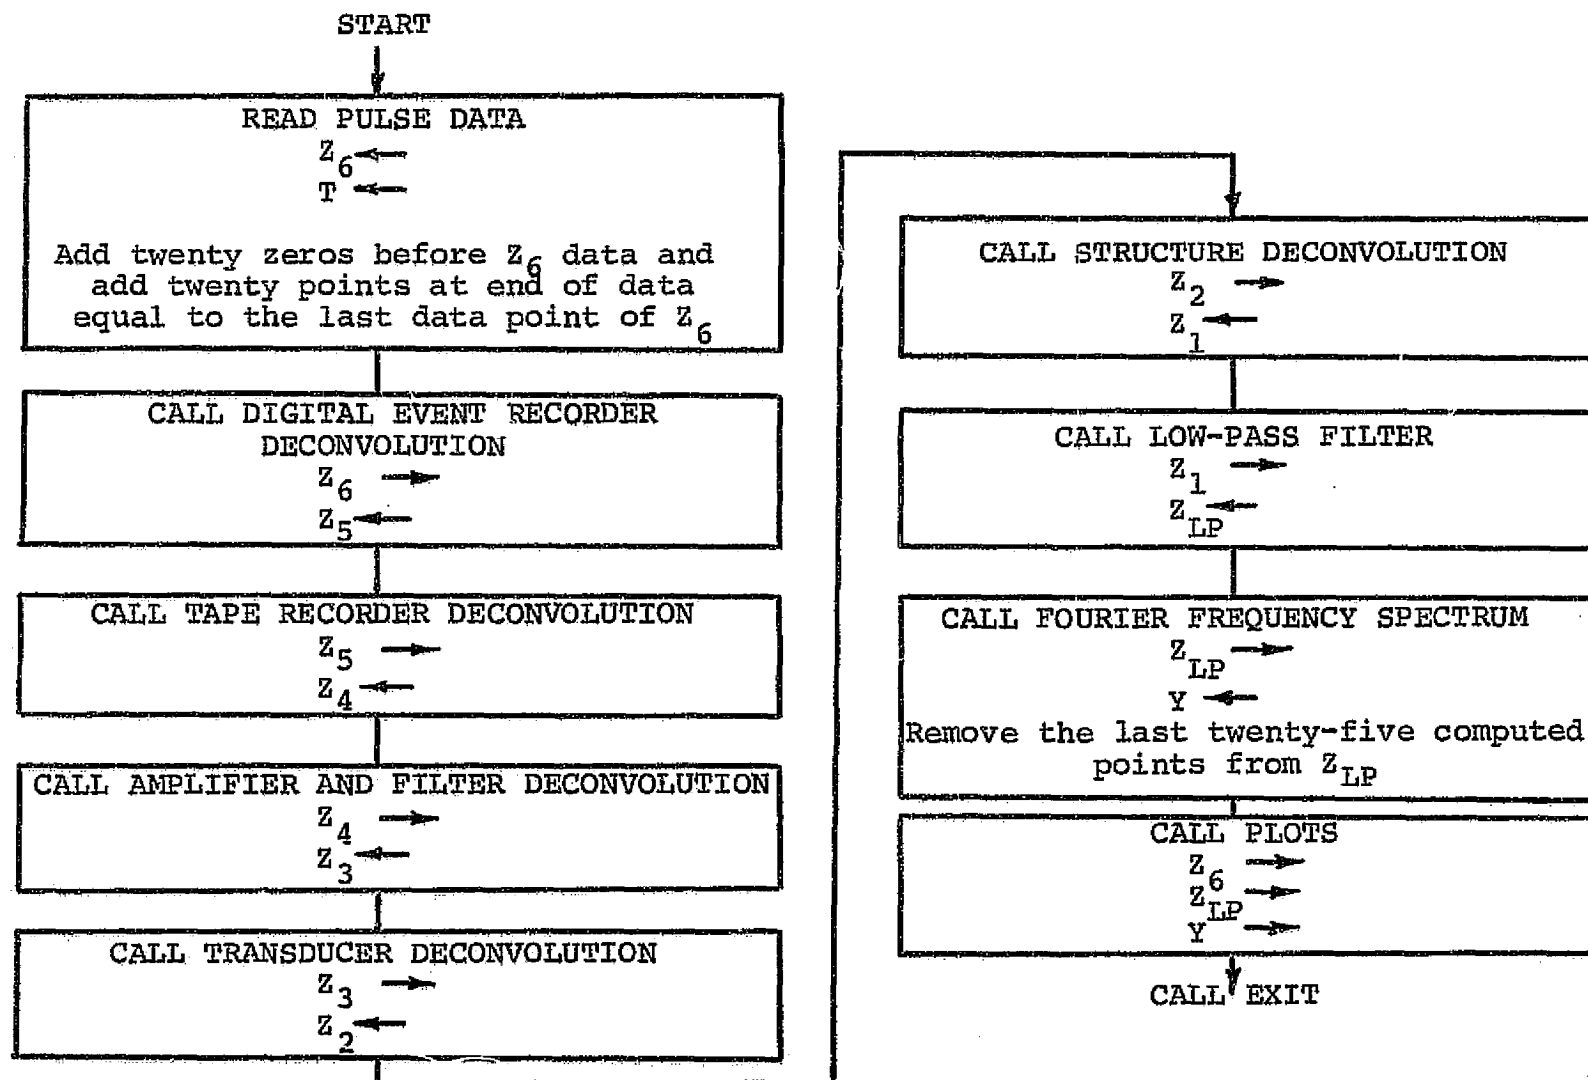 START
READ PULSE DATA
Z6 ←
T ←
Add twenty zeros before Z6 data and
add twenty points at end of data
equal to the last data point of Z6
CALL DIGITAL EVENT RECORDER
DECONVOLUTION
Z6 →
Z5 ←
CALL TAPE RECORDER DECONVOLUTION
Z5 →
Z4 ←
CALL AMPLIFIER AND FILTER DECONVOLUTION
Z4 →
Z3 ←
CALL TRANSDUCER DECONVOLUTION
Z3 →
Z2 ←
CALL STRUCTURE DECONVOLUTION
Z2 →
Z1 ←
CALL LOW-PASS FILTER
Z1 →
ZLP ←
CALL FOURIER FREQUENCY SPECTRUM
ZLP →
Y ←
Remove the last twenty-five computed
points from ZLP
CALL PLOTS
Z6 →
ZLP →
Y →
CALL EXIT